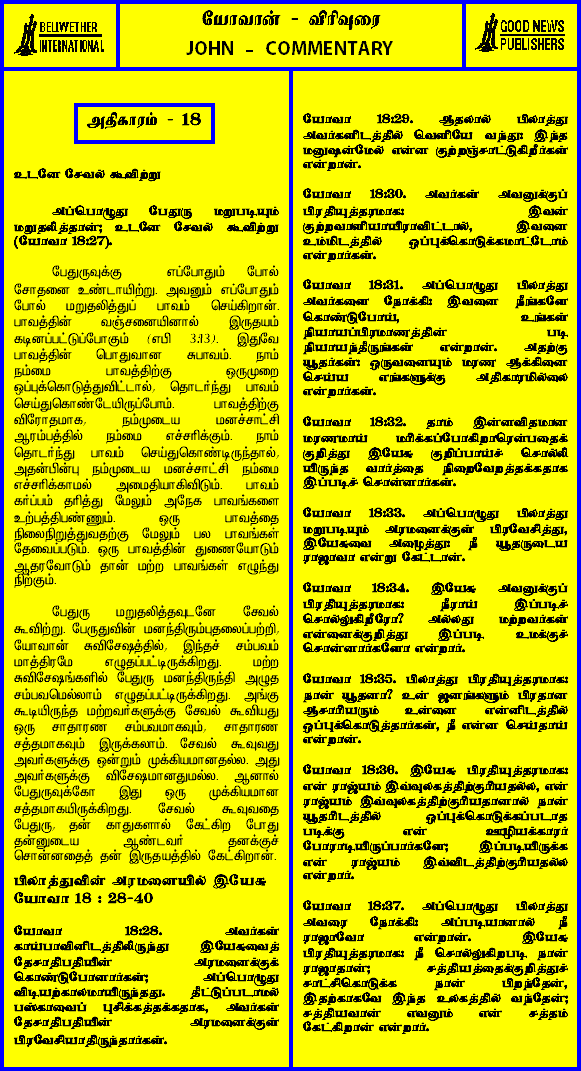 BELLWETHER
INTERNATIONAL
யோவான் - விரிவுரை
JOHN - COMMENTARY
GOOD NEWS
PUBLISHERS
அதிகாரம் - 18
உடனே சேவல் கூவிற்று
அப்பொழுது பேதுரு மறுபடியும்
மறுதலித்தான்; உடனே சேவல் கூவிற்று
(யோவா 18:27).
பேதுருவுக்கு எப்போதும் போல்
சோதனை உண்டாயிற்று. அவனும் எப்போதும்
போல் மறுதலித்துப் பாவம் செய்கிறான்.
பாவத்தின் வஞ்சனையினால் இருதயம்
கடினப்பட்டுப்போகும் (எபி 3:13). இதுவே
பாவத்தின் பொதுவான சுபாவம். நாம்
நம்மை பாவத்திற்கு ஒருமுறை
ஒப்புக்கொடுத்துவிட்டால், தொடர்ந்து பாவம்
செய்துகொண்டேயிருப்போம். பாவத்திற்கு
விரோதமாக, நம்முடைய மனச்சாட்சி
ஆரம்பத்தில் நம்மை எச்சரிக்கும். நாம்
தொடர்ந்து பாவம் செய்துகொண்டிருந்தால்,
அதன்பின்பு நம்முடைய மனச்சாட்சி நம்மை
எச்சரிக்காமல் அமைதியாகிவிடும். பாவம்
கர்ப்பம் தரித்து மேலும் அநேக பாவங்களை
உற்பத்திபண்ணும். ஒரு பாவத்தை
நிலைநிறுத்துவதற்கு மேலும் பல பாவங்கள்
தேவைப்படும். ஒரு பாவத்தின் துணையோடும்
ஆதரவோடும் தான் மற்ற பாவங்கள் எழுந்து
நிற்கும்.
பேதுரு மறுதலித்தவுடனே சேவல்
கூவிற்று. பேருதுவின் மனந்திரும்புதலைப்பற்றி,
யோவான் சுவிசேஷத்தில், இந்தச் சம்பவம்
மாத்திரமே எழுதப்பட்டிருக்கிறது. மற்ற
சுவிசேஷங்களில் பேதுரு மனந்திருந்தி அழுத
சம்பவமெல்லாம் எழுதப்பட்டிருக்கிறது. அங்கு
கூடியிருந்த மற்றவர்களுக்கு சேவல் கூவியது
ஒரு சாதாரண சம்பவமாகவும், சாதாரண
சத்தமாகவும் இருக்கலாம். சேவல் கூவுவது
அவர்களுக்கு ஒன்றும் முக்கியமானதல்ல. அது
அவர்களுக்கு விசேஷமானதுமல்ல. ஆனால்
பேதுருவுக்கோ இது ஒரு முக்கியமான
சத்தமாகயிருக்கிறது. சேவல் கூவுவதை
பேதுரு, தன் காதுகளால் கேட்கிற போது
தன்னுடைய ஆண்டவர் தனக்குச்
சொன்னதைத் தன் இருதயத்தில் கேட்கிறான்.
பிலாத்துவின் அரமனையில் இயேசு
யோவா 18 : 28-40
யோவா 18:28. அவர்கள்
காய்பாவினிடத்திலிருந்து இயேசுவைத்
தேசாதிபதியின் அரமனைக்குக்
கொண்டுபோனார்கள்; அப்பொழுது
விடியற்காலமாயிருந்தது. தீட்டுப்படாமல்
பஸ்காவைப் புசிக்கத்தக்கதாக, அவர்கள்
தேசாதிபதியின் அரமனைக்குள்
பிரவேசியாதிருந்தார்கள்.
யோவா 18:29. ஆதலால் பிலாத்து
அவர்களிடத்தில் வெளியே வந்து: இந்த
மனுஷன்மேல் என்ன குற்றஞ்சாட்டுகிறீர்கள்
என்றான்.
யோவா 18:30. அவர்கள் அவனுக்குப்
பிரதியுத்தரமாக: இவன்
குற்றவாளியாயிராவிட்டால், இவனை
உம்மிடத்தில் ஒப்புக்கொடுக்கமாட்டோம்
என்றார்கள்.
யோவா 18:31. அப்பொழுது பிலாத்து
அவர்களை நோக்கி: இவனை நீங்களே
கொண்டுபோய், உங்கள்
நியாயப்பிரமாணத்தின் படி
நியாயந்தீருங்கள் என்றான். அதற்கு
யூதர்கள்: ஒருவனையும் மரண ஆக்கினை
செய்ய எங்களுக்கு அதிகாரமில்லை
என்றார்கள்.
யோவா 18:32. தாம் இன்னவிதமான
மரணமாய் மரிக்கப்போகிறாரென்பதைக்
குறித்து இயேசு குறிப்பாய்ச் சொல்லி
யிருந்த வார்த்தை நிறைவேறத்தக்கதாக
இப்படிச் சொன்னார்கள்.
யோவா 18:33. அப்பொழுது பிலாத்து
மறுபடியும் அரமனைக்குள் பிரவேசித்து,
இயேசுவை அழைத்து: நீ யூதருடைய
ராஜாவா என்று கேட்டான்.
யோவா 18:34. இயேசு அவனுக்குப்
பிரதியுத்தரமாக: நீராய் இப்படிச்
சொல்லுகிறீரோ? அல்லது மற்றவர்கள்
என்னைக்குறித்து இப்படி உமக்குச்
சொன்னார்களோ என்றார்.
யோவா 18:35. பிலாத்து பிரதியுத்தரமாக:
நான் யூதனா? உன் ஜனங்களும் பிரதான
ஆசாரியரும் உன்னை என்னிடத்தில்
ஒப்புக்கொடுத்தார்கள், நீ என்ன செய்தாய்
என்றான்.
யோவா 18:36. இயேசு பிரதியுத்தரமாக:
என் ராஜ்யம் இவ்வுலகத்திற்குரியதல்ல, என்
ராஜ்யம் இவ்வுலகத்திற்குரியதானால் நான்
யூதரிடத்தில் ஒப்புக்கொடுக்கப்படாத
படிக்கு என் ஊழியக்காரர்
போராடியிருப்பார்களே; இப்படியிருக்க
என் ராஜ்யம் இவ்விடத்திற்குரியதல்ல
என்றார்.
யோவா 18:37. அப்பொழுது பிலாத்து
அவரை நோக்கி: அப்படியானால் நீ
ராஜாவோ என்றான். இயேசு
பிரதியுத்தரமாக: நீ சொல்லுகிறபடி நான்
ராஜாதான்; சத்தியத்தைக்குறித்துச்
சாட்சிகொடுக்க நான் பிறந்தேன்,
இதற்காகவே இந்த உலகத்தில் வந்தேன்;
சத்தியவான் எவனும் என் சத்தம்
கேட்கிறான் என்றார்.